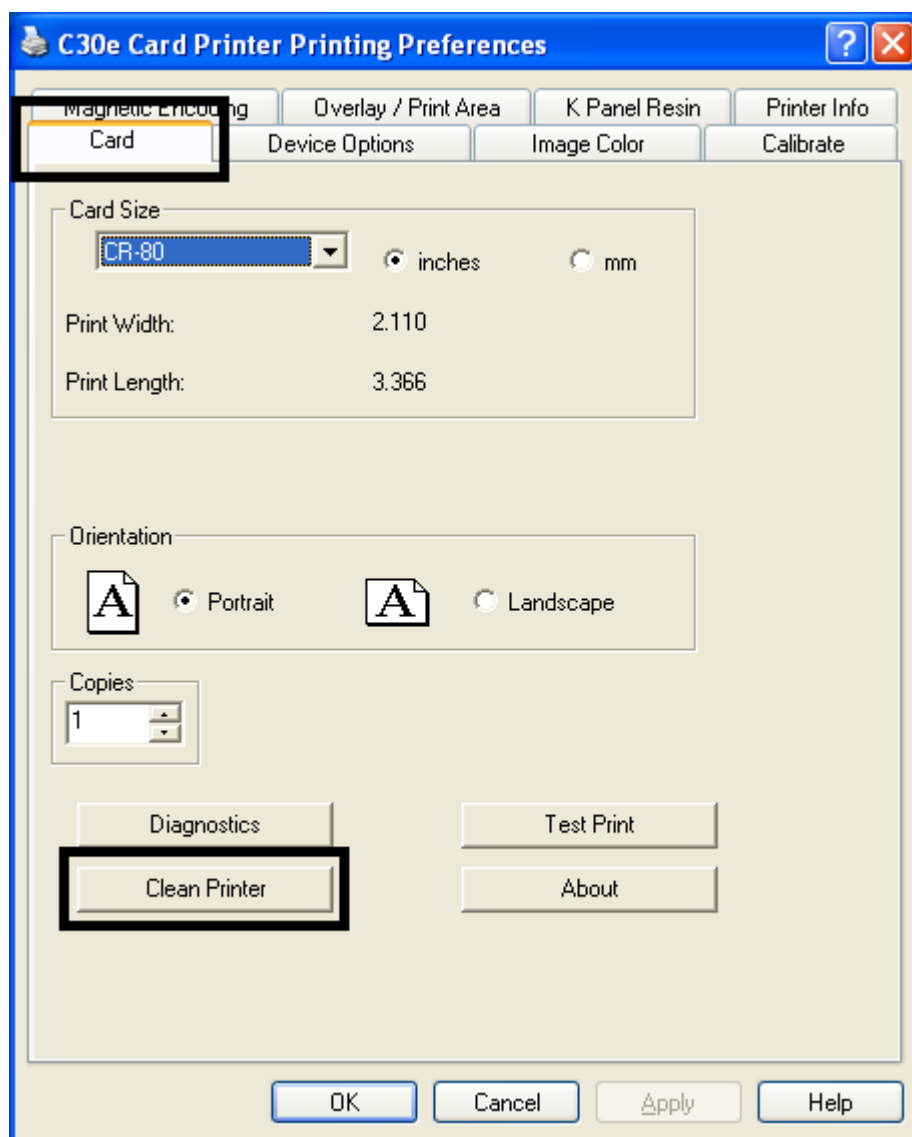 C30e Card Printer Printing Preferences
Magnetic Encoding Overlay / Print Area K Panel Resin Printer Info
Card Device Options Image Color Calibrate
Card Size
CR-80 inches mm
Print Width: 2.110
Print Length: 3.366
Orientation
A Portrait A Landscape
Copies
1
Diagnostics Test Print
Clean Printer About
OK Cancel Apply Help